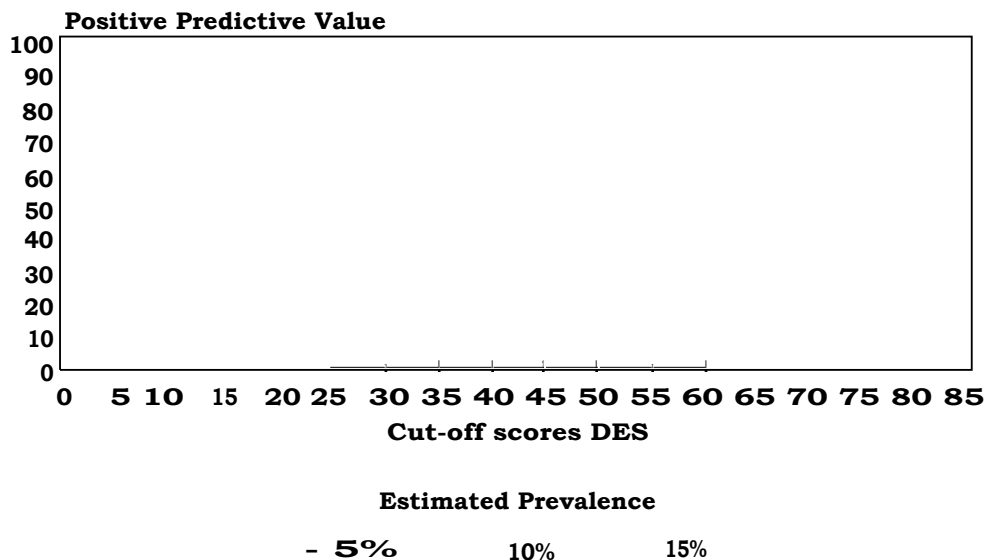 Positive Predictive Value
100
90
80
70
60
50
40
30
20
10
0
0 5 10 15 20 25 30 35 40 45 50 55 60 65 70 75 80 85
Cut-off scores DES
Estimated Prevalence
- 5% 10% 15%